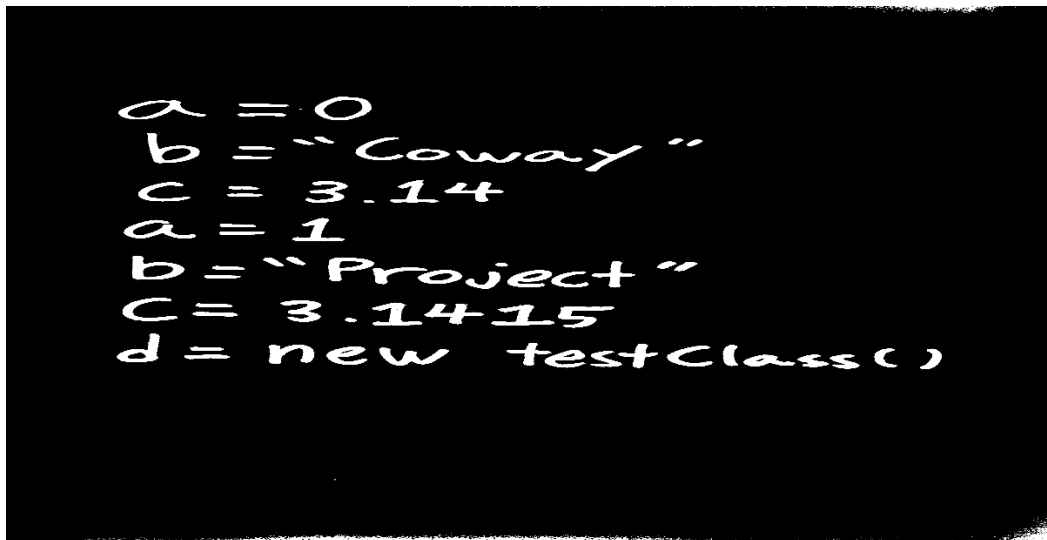 a = 0
b = "Coway"
c = 3.14
a = 1
b = "Project"
c = 3.1415
d = new testClass()